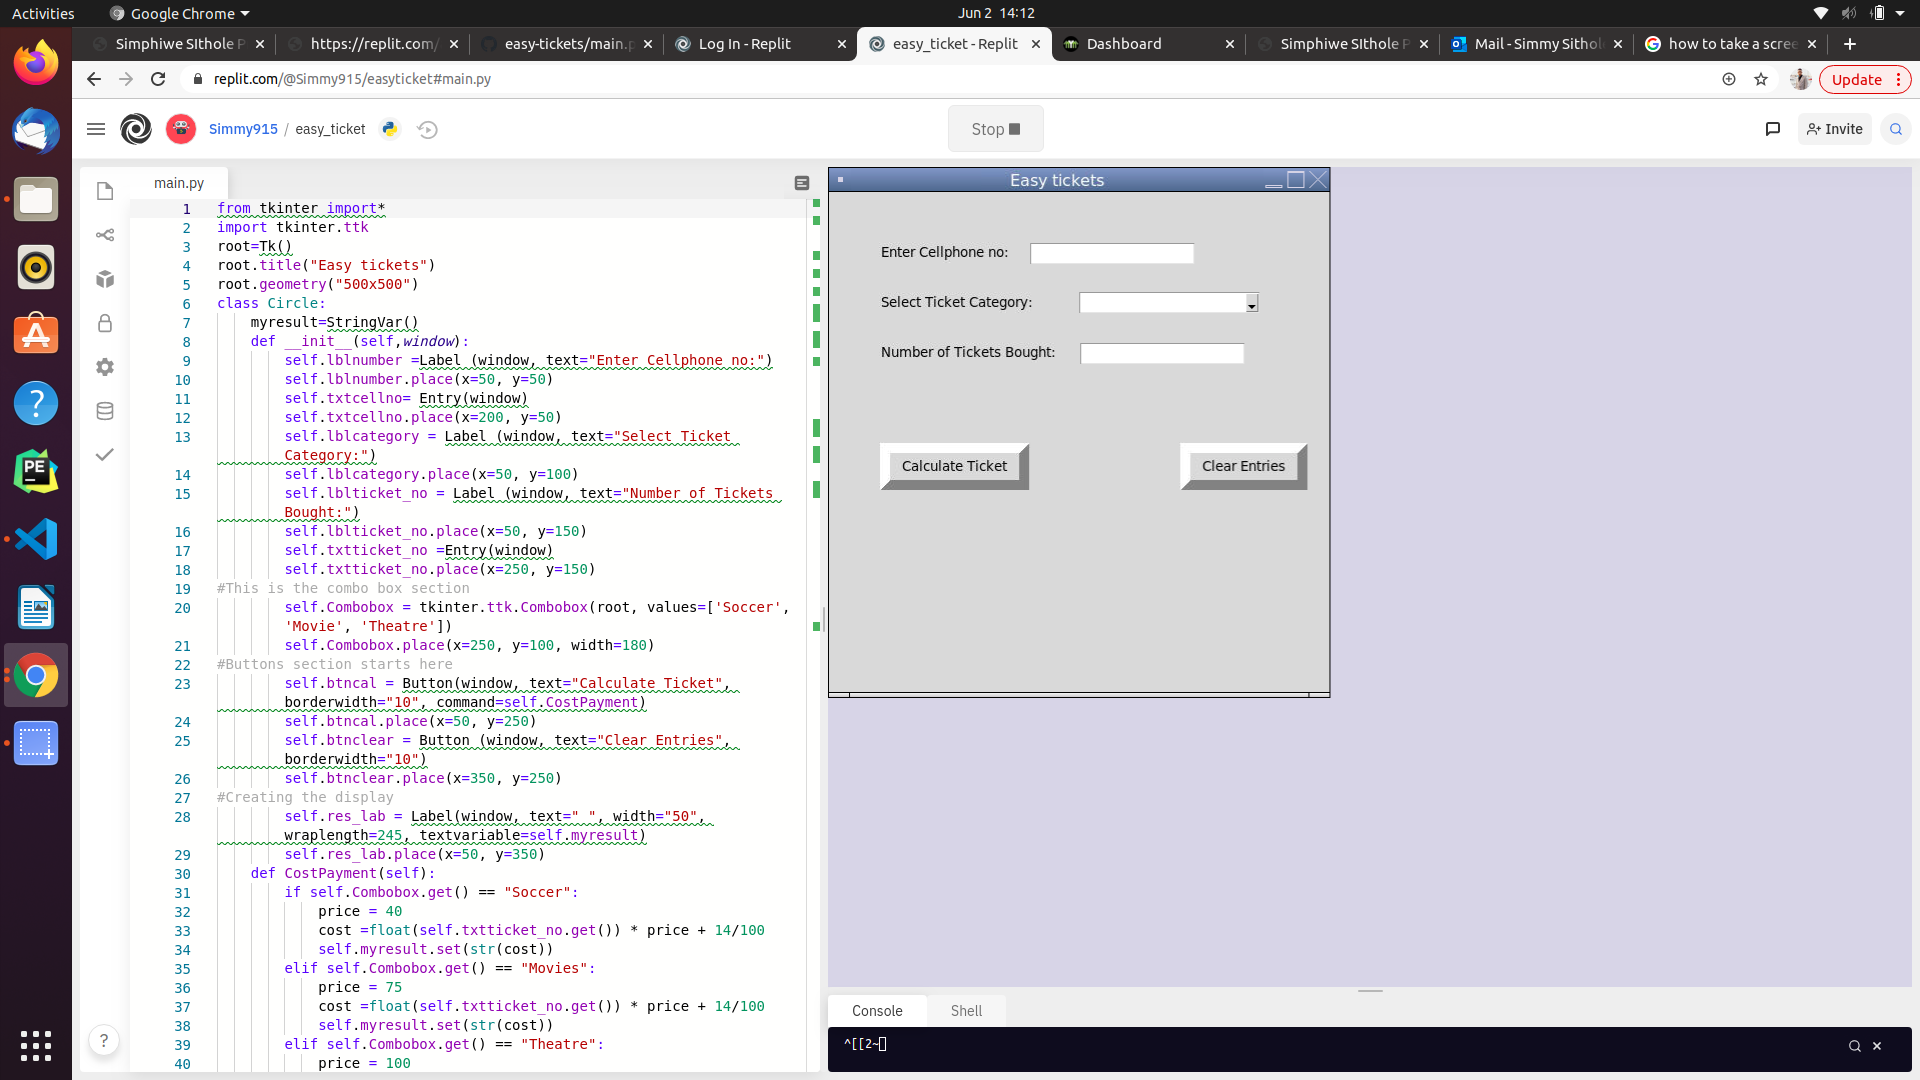 Activities
Google Chrome
Jun 2 14:12
Simphiwe SIthole P
https://replit.com/
easy-tickets/main.p
Log In - Replit
easy_ticket - Replit
Dashboard
Simphiwe SIthole P
Mail - Simmy Sithol
how to take a scree
replit.com/@Simmy915/easyticket#main.py
Update
Simmy915 / easy_ticket
Stop
Invite
main.py
1 from tkinter import*
2 import tkinter.ttk
3 root=Tk()
4 root.title("Easy tickets")
5 root.geometry("500x500")
6 class Circle:
7 myresult=StringVar()
8 def __init__(self,window):
9 self.lblnumber =Label (window, text="Enter Cellphone no:")
10 self.lblnumber.place(x=50, y=50)
11 self.txtcellno= Entry(window)
12 self.txtcellno.place(x=200, y=50)
13 self.lblcategory = Label (window, text="Select Ticket
Category:")
14 self.lblcategory.place(x=50, y=100)
15 self.lblticket_no = Label (window, text="Number of Tickets
Bought:")
16 self.lblticket_no.place(x=50, y=150)
17 self.txtticket_no =Entry(window)
18 self.txtticket_no.place(x=250, y=150)
19 #This is the combo box section
20 self.Combobox = tkinter.ttk.Combobox(root, values=['Soccer',
'Movie', 'Theatre'])
21 self.Combobox.place(x=250, y=100, width=180)
22 #Buttons section starts here
23 self.btncal = Button(window, text="Calculate Ticket",
borderwidth="10", command=self.CostPayment)
24 self.btncal.place(x=50, y=250)
25 self.btnclear = Button (window, text="Clear Entries",
borderwidth="10")
26 self.btnclear.place(x=350, y=250)
27 #Creating the display
28 self.res_lab = Label(window, text=" ", width="50",
wraplength=245, textvariable=self.myresult)
29 self.res_lab.place(x=50, y=350)
30 def CostPayment(self):
31 if self.Combobox.get() == "Soccer":
32 price = 40
33 cost =float(self.txtticket_no.get()) * price + 14/100
34 self.myresult.set(str(cost))
35 elif self.Combobox.get() == "Movies":
36 price = 75
37 cost =float(self.txtticket_no.get()) * price + 14/100
38 self.myresult.set(str(cost))
39 elif self.Combobox.get() == "Theatre":
40 price = 100
?
Easy tickets
Enter Cellphone no:
Select Ticket Category:
Number of Tickets Bought:
Calculate Ticket
Clear Entries
Console
Shell
^[[2~